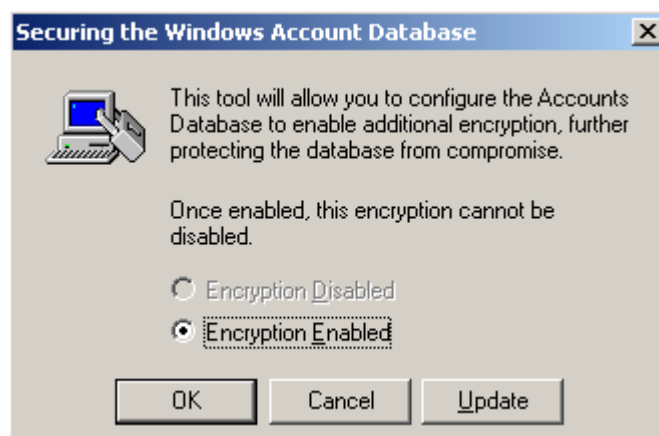 Securing the Windows Account Database
This tool will allow you to configure the Accounts
Database to enable additional encryption, further
protecting the database from compromise.
Once enabled, this encryption cannot be
disabled.
Encryption Disabled
Encryption Enabled
OK Cancel Update